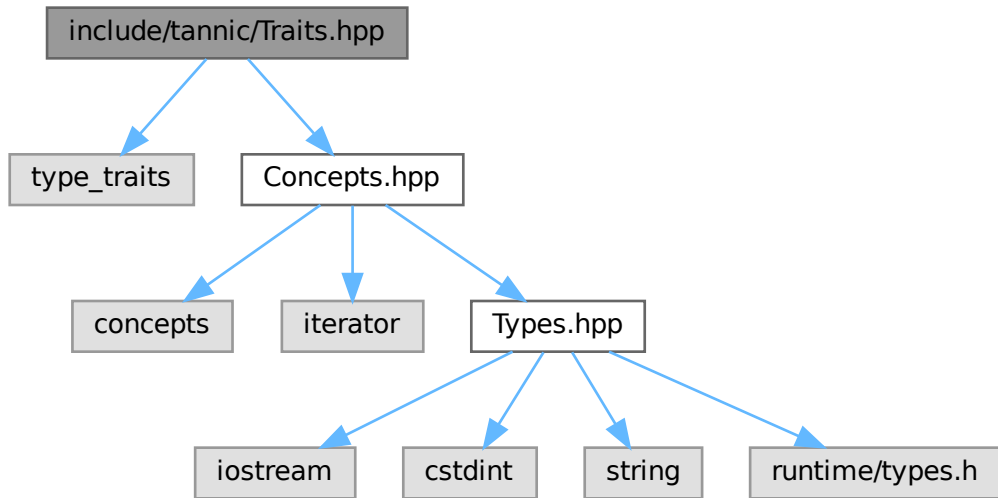 include/tannic/Traits.hpp
type_traits
Concepts.hpp
concepts
iterator
Types.hpp
iostream
cstdint
string
runtime/types.h